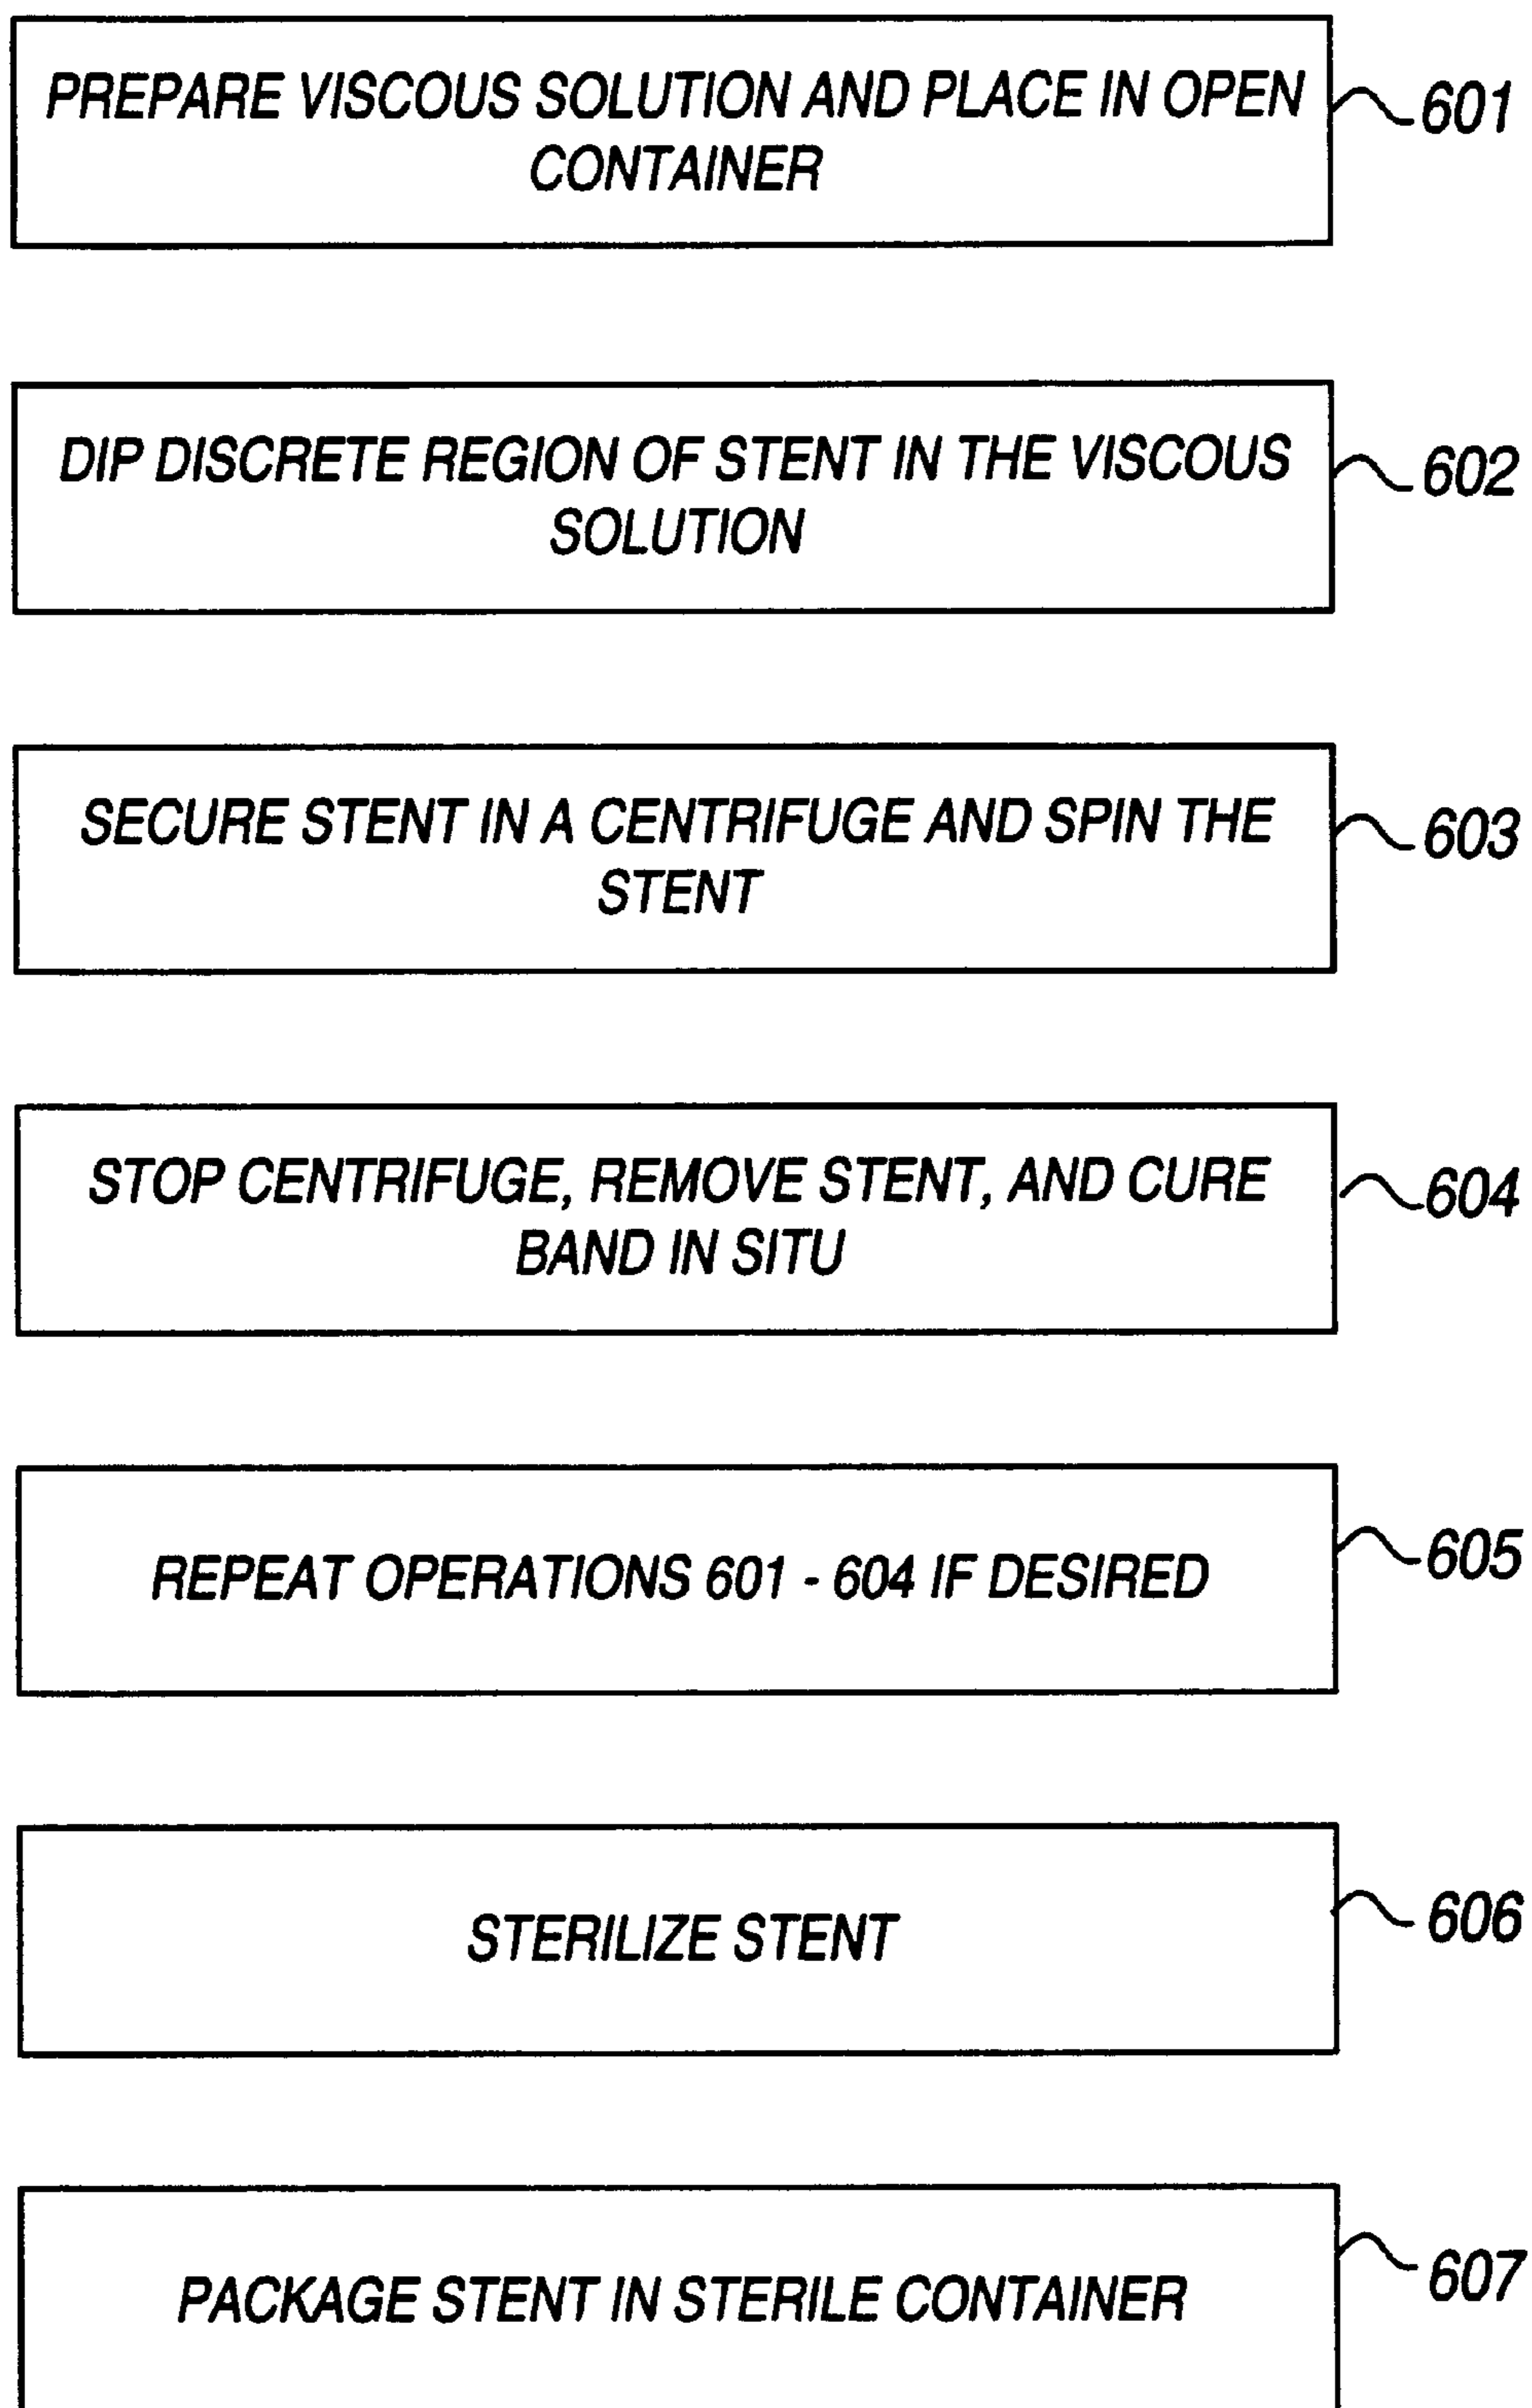 PREPARE VISCOUS SOLUTION AND PLACE IN OPEN
CONTAINER
601
DIP DISCRETE REGION OF STENT IN THE VISCOUS
SOLUTION
602
SECURE STENT IN A CENTRIFUGE AND SPIN THE
STENT
603
STOP CENTRIFUGE, REMOVE STENT, AND CURE
BAND IN SITU
604
REPEAT OPERATIONS 601 - 604 IF DESIRED
605
STERILIZE STENT
606
PACKAGE STENT IN STERILE CONTAINER
607